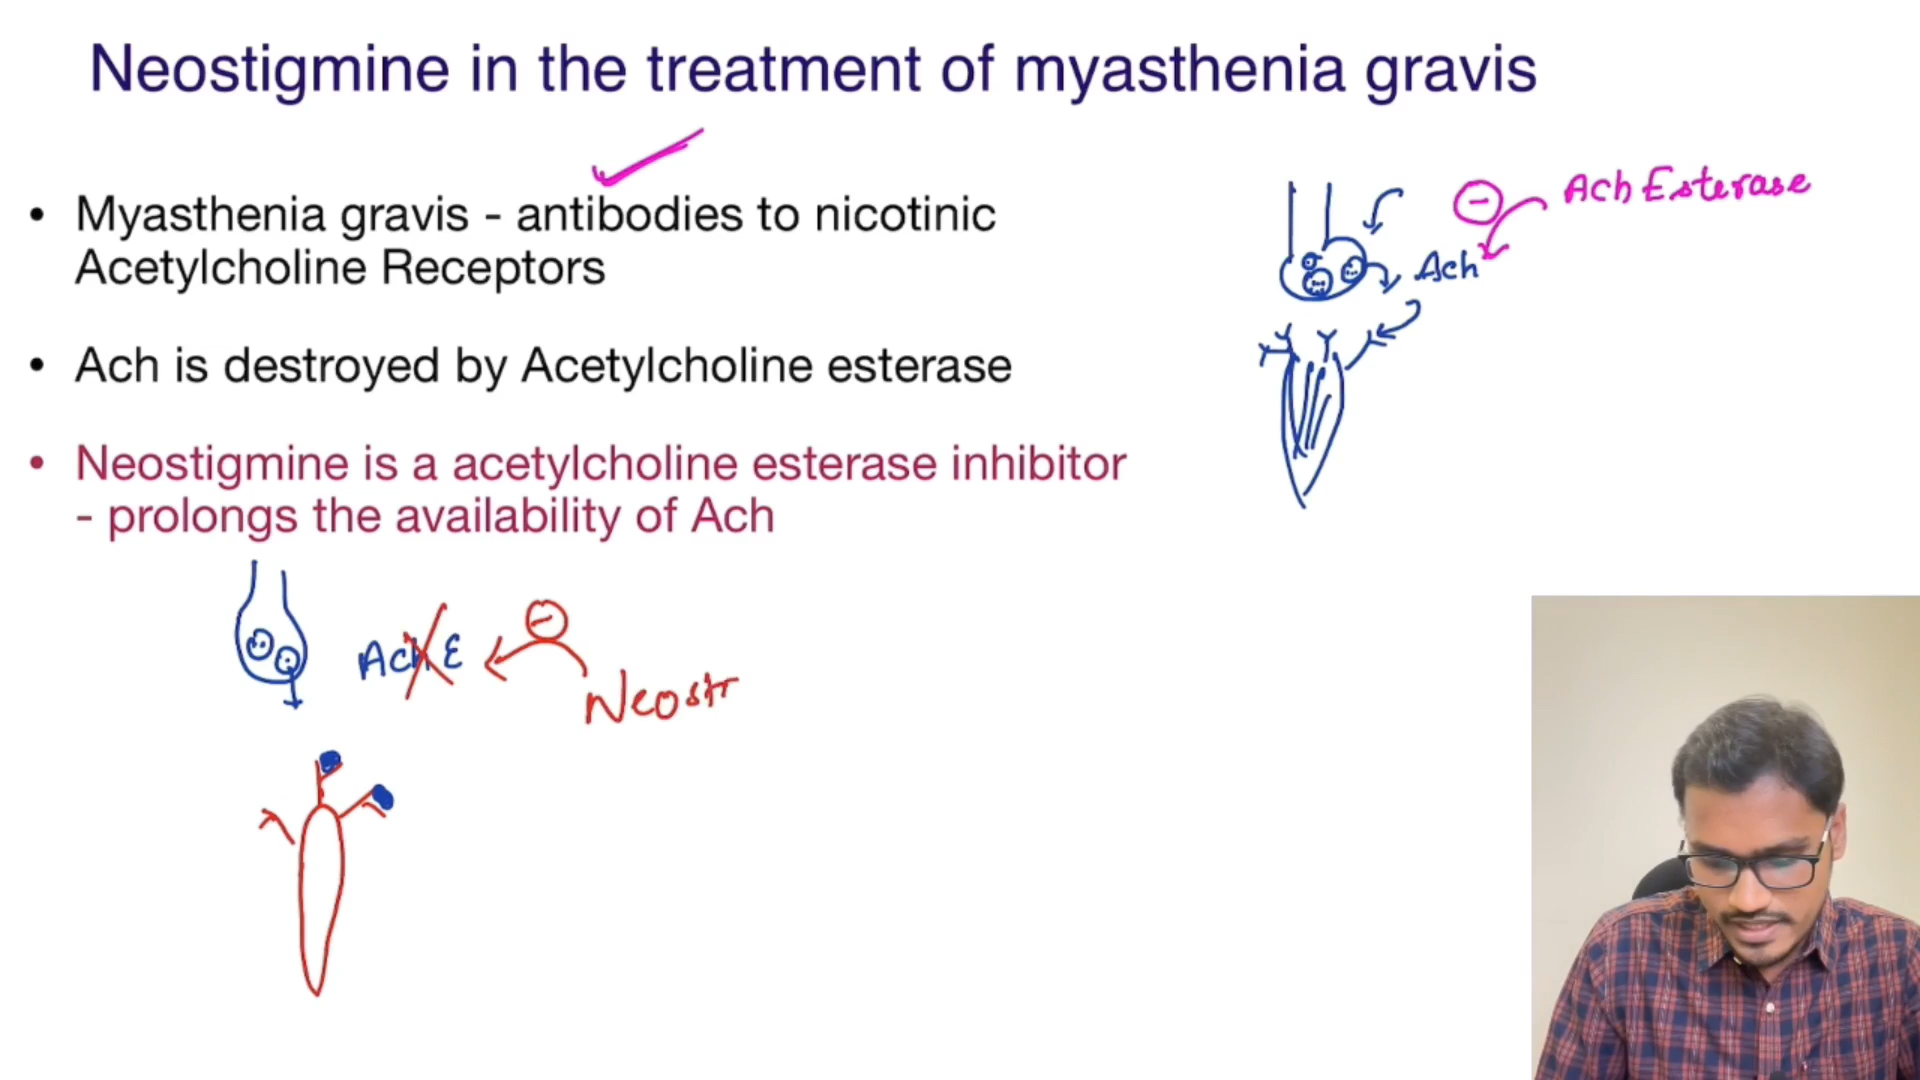 Neostigmine in the treatment of myasthenia gravis
• Myasthenia gravis - antibodies to nicotinic
Acetylcholine Receptors
• Ach is destroyed by Acetylcholine esterase
• Neostigmine is a acetylcholine esterase inhibitor
- prolongs the availability of Ach
Ach Esterase
Ach
AchE
Neostr